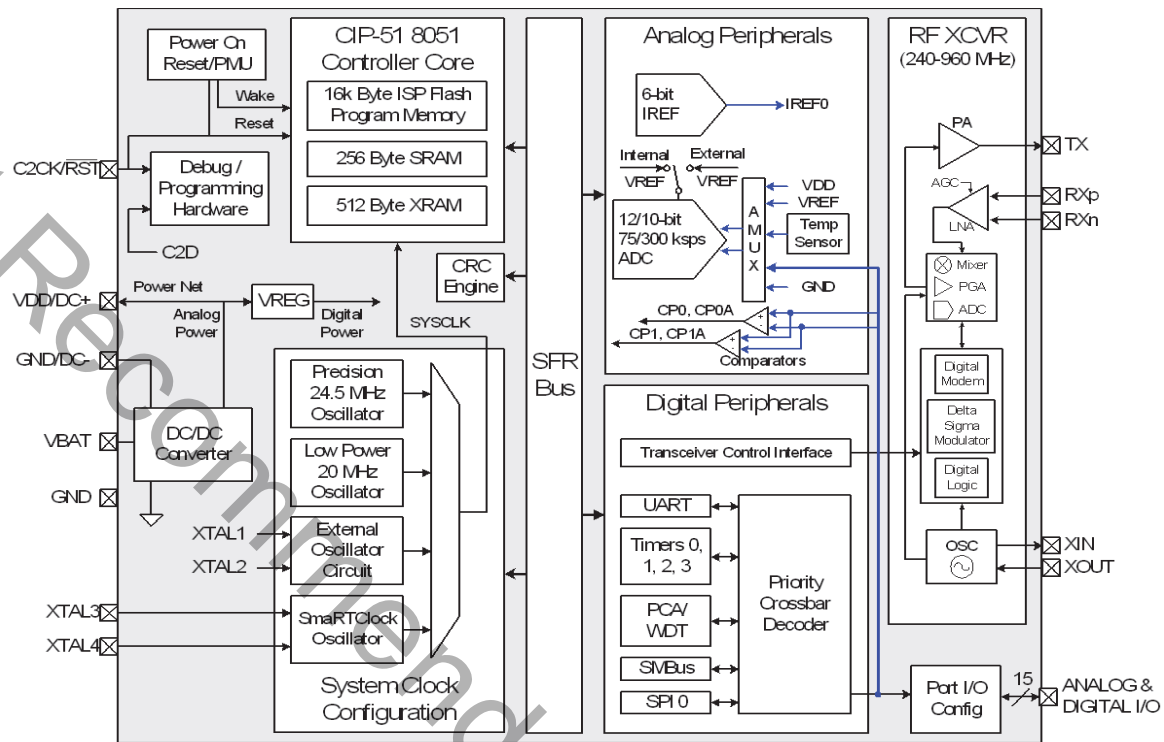 Power On
Reset/PMU
Wake
Reset
C2CK/RST
Debug /
Programming
Hardware
C2D
CIP-51 8051
Controller Core
16k Byte ISP Flash
Program Memory
256 Byte SRAM
512 Byte XRAM
VDD/DC+
Power Net
Analog
Power
VREG
Digital
Power
SYSCLK
CRC
Engine
GND/DC-
VBAT
DC/DC
Converter
GND
XTAL1
XTAL2
XTAL3
XTAL4
Precision
24.5 MHz
Oscillator
Low Power
20 MHz
Oscillator
External
Oscillator
Circuit
SmaRTClock
Oscillator
System Clock
Configuration
SFR
Bus
Analog Peripherals
6-bit
IREF
IREF0
Internal
VREF
External
VREF
12/10-bit
75/300 ksps
ADC
A
M
U
X
VDD
VREF
Temp
Sensor
GND
CP0, CP0A
+
-
CP1, CP1A
+
-
Comparators
Digital Peripherals
Transceiver Control Interface
UART
Timers 0,
1, 2, 3
PCA/
WDT
SMBus
SPI 0
Priority
Crossbar
Decoder
RF XCVR
(240-960 MHz)
PA
TX
AGC
LNA
RXp
RXn
Mixer
PGA
ADC
Digital
Modem
Delta
Sigma
Modulator
Digital
Logic
OSC
XIN
XOUT
Port I/O
Config
15
ANALOG &
DIGITAL I/O
Recommend